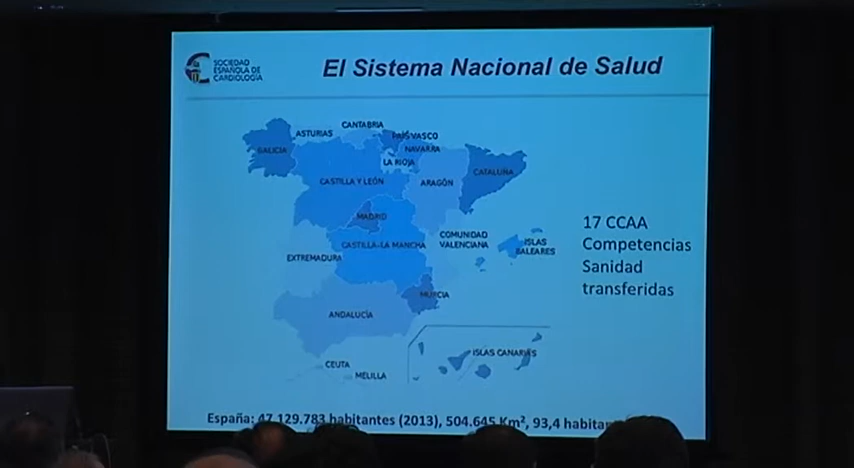 SOCIEDAD
ESPAÑOLA DE
CARDIOLOGÍA
El Sistema Nacional de Salud
CANTABRIA
ASTURIAS
PAÍS VASCO
GALICIA
NAVARRA
LA RIOJA
CATALUÑA
CASTILLA Y LEÓN
ARAGÓN
MADRID
COMUNIDAD
VALENCIANA
CASTILLA-LA MANCHA
ISLAS
BALEARES
EXTREMADURA
MURCIA
ANDALUCÍA
ISLAS CANARIAS
CEUTA
MELILLA
17 CCAA
Competencias
Sanidad
transferidas
España: 47.129.783 habitantes (2013), 504.645 Km², 93,4